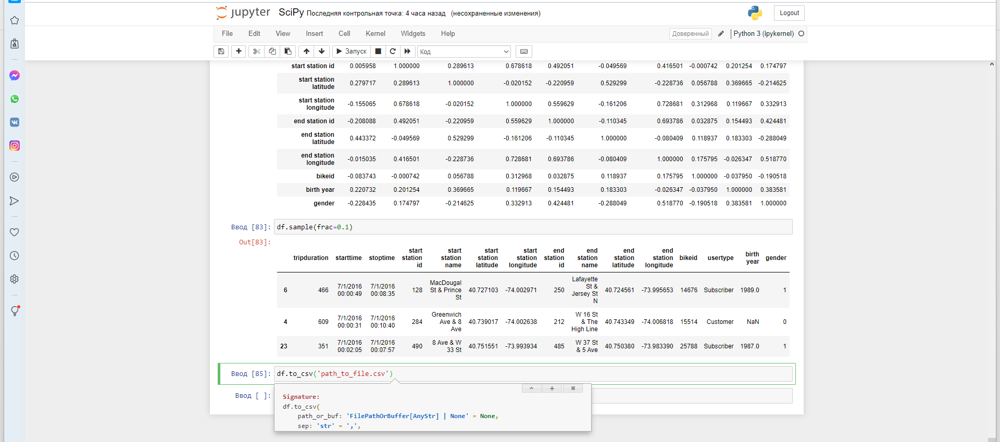 jupyter SciPy Последняя контрольная точка: 4 часа назад (несохраненные изменения) Logout
File Edit View Insert Cell Kernel Widgets Help Доверенный Python 3 (ipykernel)
Запуск Код
start station id 0.005958 1.000000 0.289613 0.678618 0.492051 -0.049569 0.416501 -0.000742 0.201254 0.174797
start station
latitude 0.279717 0.289613 1.000000 -0.020152 -0.220959 0.529299 -0.228736 0.056788 0.369665 -0.214625
start station
longitude -0.155065 0.678618 -0.020152 1.000000 0.559629 -0.161206 0.728681 0.312968 0.119667 0.332913
end station id -0.208088 0.492051 -0.220959 0.559629 1.000000 -0.110345 0.693786 0.032875 0.154493 0.424481
end station
latitude 0.443372 -0.049569 0.529299 -0.161206 -0.110345 1.000000 -0.080409 0.118937 0.183303 -0.288049
end station
longitude -0.015035 0.416501 -0.228736 0.728681 0.693786 -0.080409 1.000000 0.175795 -0.026347 0.518770
bikeid -0.083743 -0.000742 0.056788 0.312968 0.032875 0.118937 0.175795 1.000000 -0.037950 -0.190518
birth year 0.220732 0.201254 0.369665 0.119667 0.154493 0.183303 -0.026347 -0.037950 1.000000 0.383581
gender -0.228435 0.174797 -0.214625 0.332913 0.424481 -0.288049 0.518770 -0.190518 0.383581 1.000000
Ввод [83]: df.sample(frac=0.1)
Out[83]:
start start start start end end end end
tripduration starttime stoptime station station station station station station station station bikeid usertype birth gender
id name latitude longitude id name latitude longitude year
Lafayette
7/1/2016 7/1/2016 MacDougal St &
6 466 00:00:49 00:08:35 128 St & Prince 40.727103 -74.002971 250 Jersey St 40.724561 -73.995653 14676 Subscriber 1989.0 1
St N
7/1/2016 7/1/2016 Greenwich W 16 St
4 609 00:00:31 00:10:40 284 Ave & 8 40.739017 -74.002638 212 & The 40.743349 -74.006818 15514 Customer NaN 0
Ave High Line
7/1/2016 7/1/2016 8 Ave & W W 37 St
23 351 00:02:05 00:07:57 490 33 St 40.751551 -73.993934 485 & 5 Ave 40.750380 -73.983390 25788 Subscriber 1987.0 1
Ввод [85]: df.to_csv('path_to_file.csv')
Ввод [ ]:
Signature:
df.to_csv(
path_or_buf: 'FilePathOrBuffer[AnyStr] | None' = None,
sep: 'str' = ',',